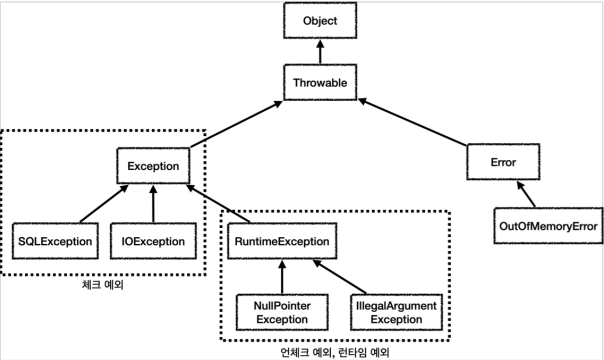 Object
Throwable
Exception
Error
SQLException
IOException
RuntimeException
OutOfMemoryError
체크 예외
NullPointer
Exception
IllegalArgument
Exception
언체크 예외, 런타임 예외